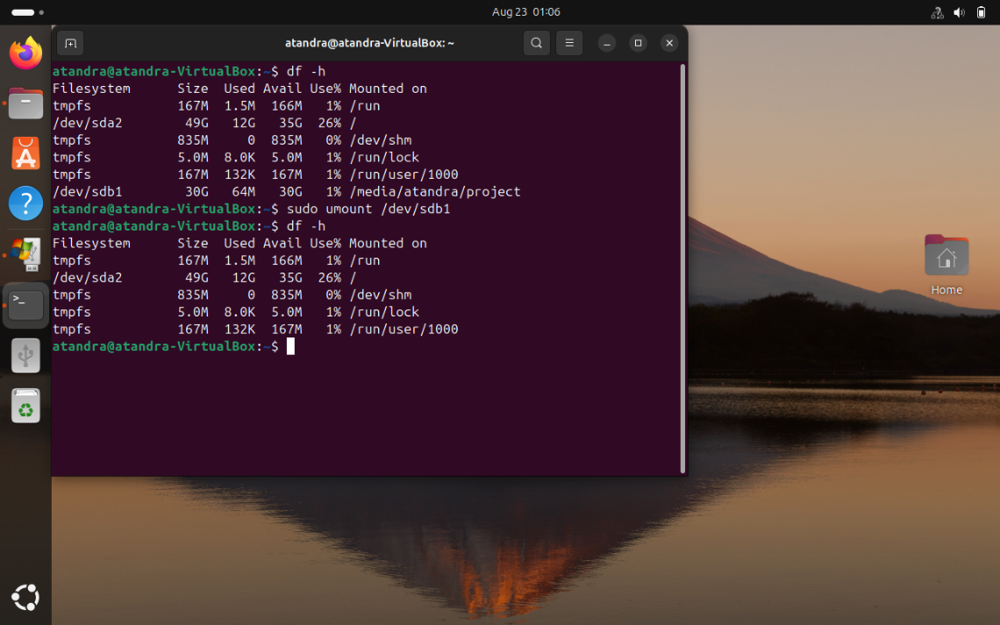 Aug 23 01:06
atandra@atandra-VirtualBox: ~
atandra@atandra-VirtualBox:~$ df -h
Filesystem      Size  Used Avail Use% Mounted on
tmpfs           167M  1.5M  166M   1% /run
/dev/sda2        49G   12G   35G  26% /
tmpfs           835M     0  835M   0% /dev/shm
tmpfs           5.0M  8.0K  5.0M   1% /run/lock
tmpfs           167M  132K  167M   1% /run/user/1000
/dev/sdb1        30G   64M   30G   1% /media/atandra/project
atandra@atandra-VirtualBox:~$ sudo umount /dev/sdb1
atandra@atandra-VirtualBox:~$ df -h
Filesystem      Size  Used Avail Use% Mounted on
tmpfs           167M  1.5M  166M   1% /run
/dev/sda2        49G   12G   35G  26% /
tmpfs           835M     0  835M   0% /dev/shm
tmpfs           5.0M  8.0K  5.0M   1% /run/lock
tmpfs           167M  132K  167M   1% /run/user/1000
atandra@atandra-VirtualBox:~$
Home